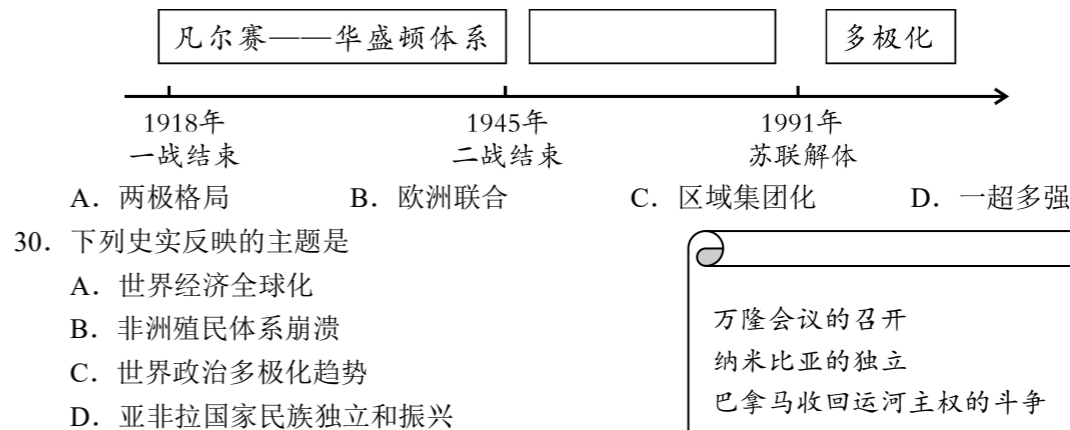 凡尔赛——华盛顿体系 多极化
1918年 1945年 1991年
一战结束 二战结束 苏联解体
A．两极格局 B．欧洲联合 C．区域集团化 D．一超多强
30．下列史实反映的主题是
A．世界经济全球化
B．非洲殖民体系崩溃
C．世界政治多极化趋势
D．亚非拉国家民族独立和振兴
万隆会议的召开
纳米比亚的独立
巴拿马收回运河主权的斗争